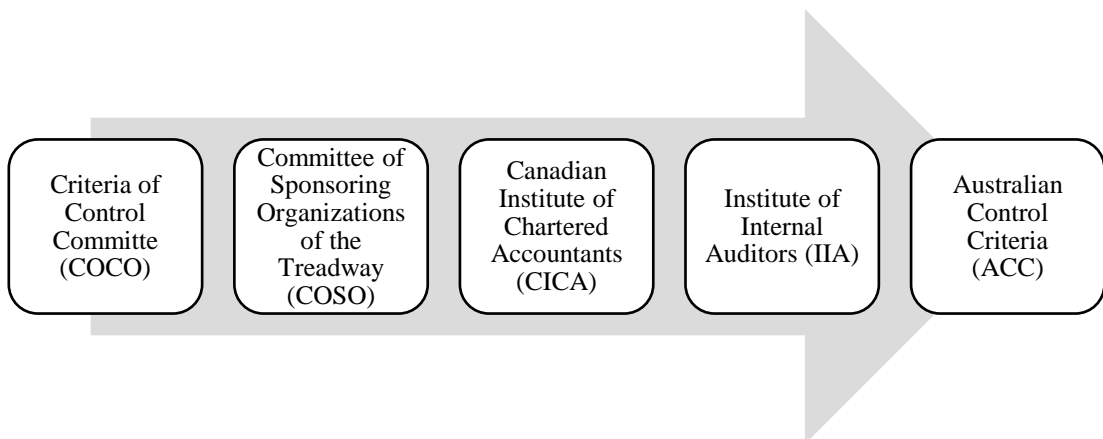 Criteria of
Control
Committe
(COCO)
Committee of
Sponsoring
Organizations
of the
Treadway
(COSO)
Canadian
Institute of
Chartered
Accountants
(CICA)
Institute of
Internal
Auditors (IIA)
Australian
Control
Criteria
(ACC)